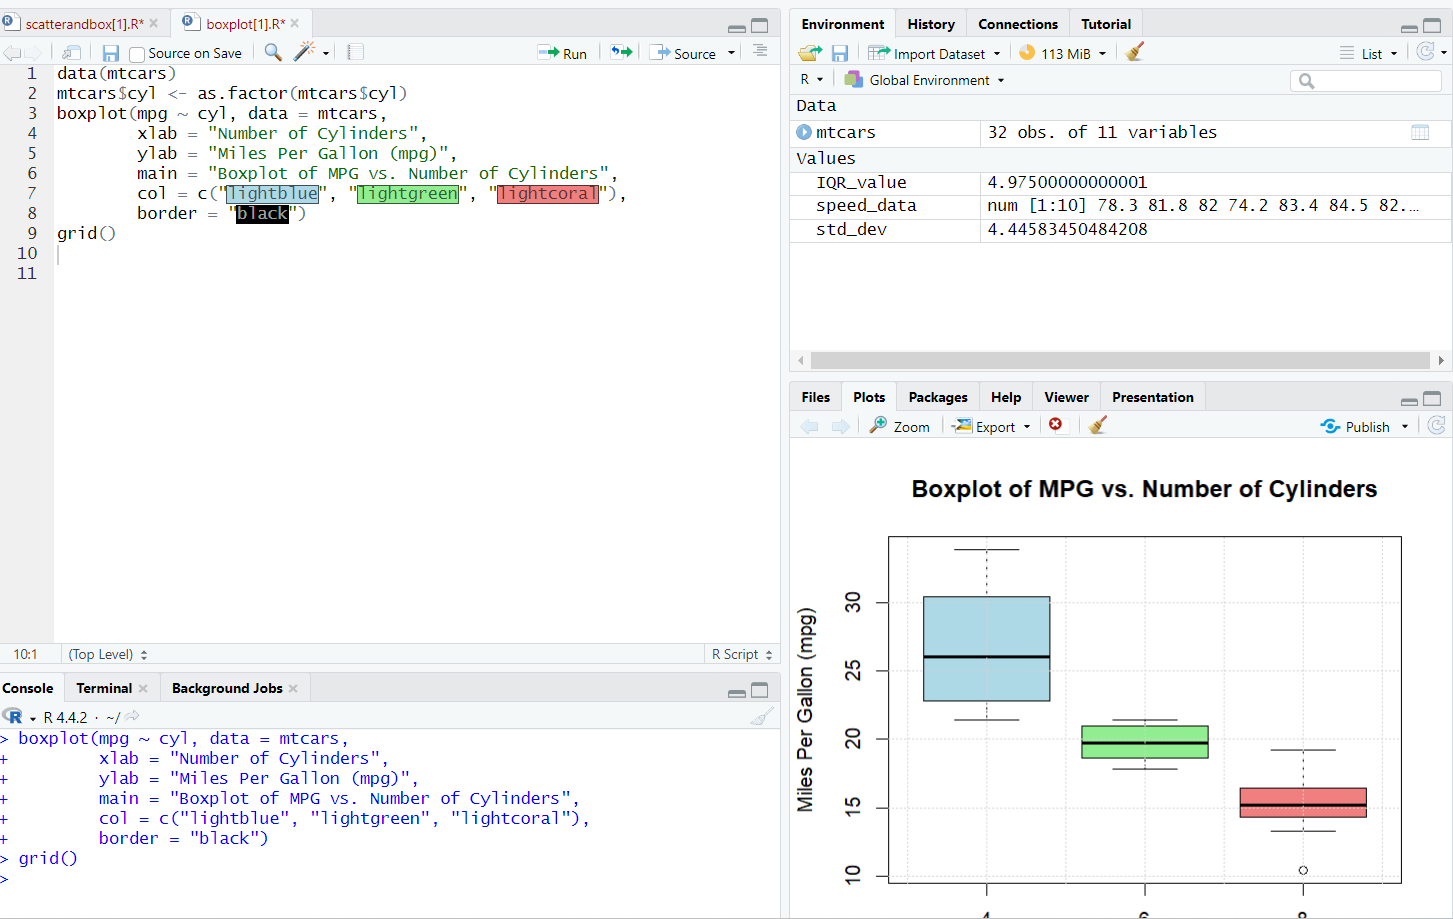 scatterandbox[1].R*
boxplot[1].R*
Source on Save
Run
Source
1 data(mtcars)
2 mtcars$cyl <- as.factor(mtcars$cyl)
3 boxplot(mpg ~ cyl, data = mtcars,
4 xlab = "Number of Cylinders",
5 ylab = "Miles Per Gallon (mpg)",
6 main = "Boxplot of MPG vs. Number of Cylinders",
7 col = c("lightblue", "lightgreen", "lightcoral"),
8 border = "black")
9 grid()
10
11
10:1 (Top Level) R Script
Console Terminal Background Jobs
R 4.4.2 · ~/
> boxplot(mpg ~ cyl, data = mtcars,
+ xlab = "Number of Cylinders",
+ ylab = "Miles Per Gallon (mpg)",
+ main = "Boxplot of MPG vs. Number of Cylinders",
+ col = c("lightblue", "lightgreen", "lightcoral"),
+ border = "black")
> grid()
>
Environment History Connections Tutorial
Import Dataset 113 MiB List
R Global Environment
Data
mtcars 32 obs. of 11 variables
Values
IQR_value 4.97500000000001
speed_data num [1:10] 78.3 81.8 82 74.2 83.4 84.5 82.…
std_dev 4.44583450484208
Files Plots Packages Help Viewer Presentation
Zoom Export Publish
Boxplot of MPG vs. Number of Cylinders
Miles Per Gallon (mpg)
30
25
20
15
10
4 6 8